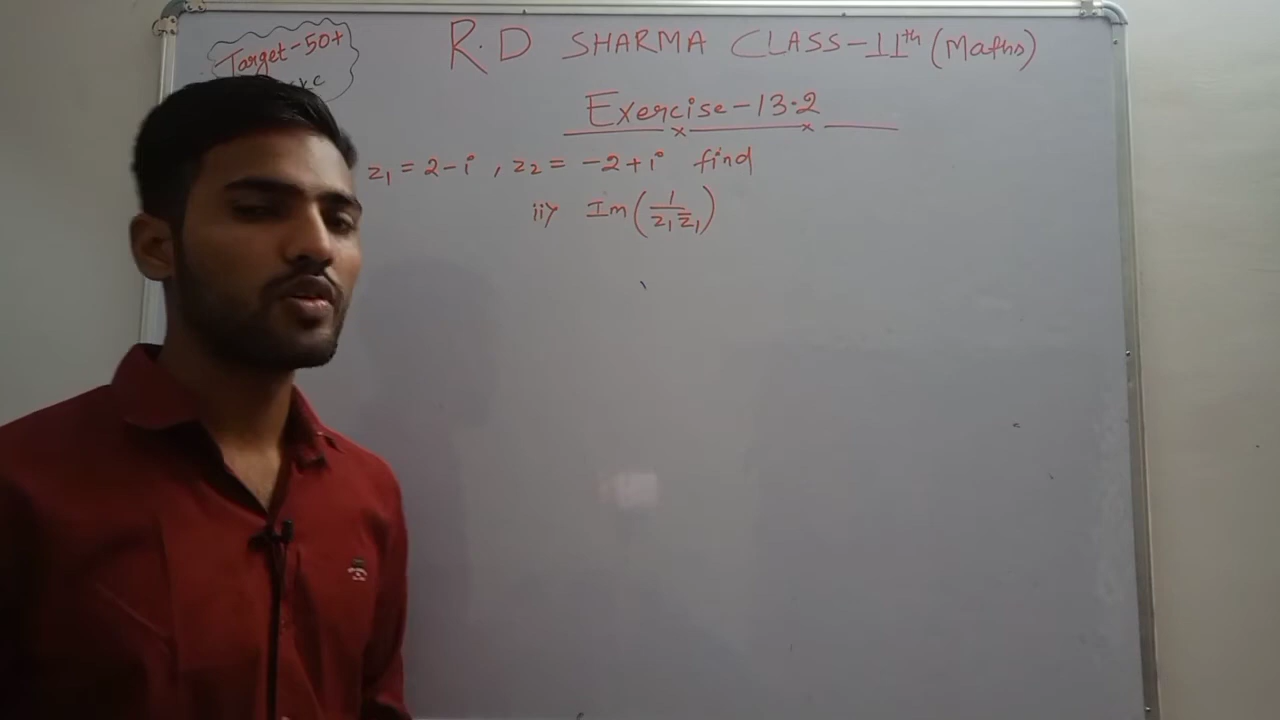 Target-50+
R.D SHARMA CLASS-11th (Maths)
Exercise-13.2
z₁ = 2-i , z₂ = -2+i find
ii) Im(1/z₁z̄₁)